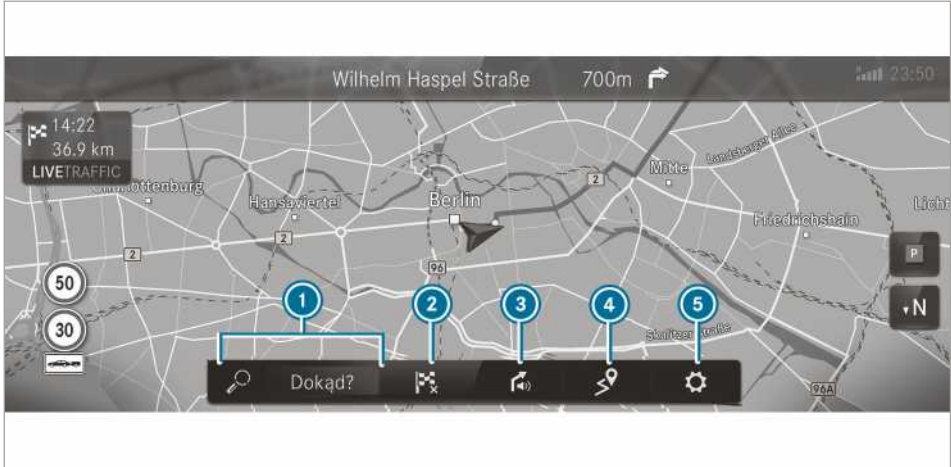 Wilhelm Haspel Straße 700m
23:50
14:22
36.9 km
LIVETRAFFIC
Mitte
Landsberger Allee
2
Hansaviertel
Berlin
Friedrichshain
2
2
P
96
50
1
2
3
4
5
N
30
Dokąd?
96A